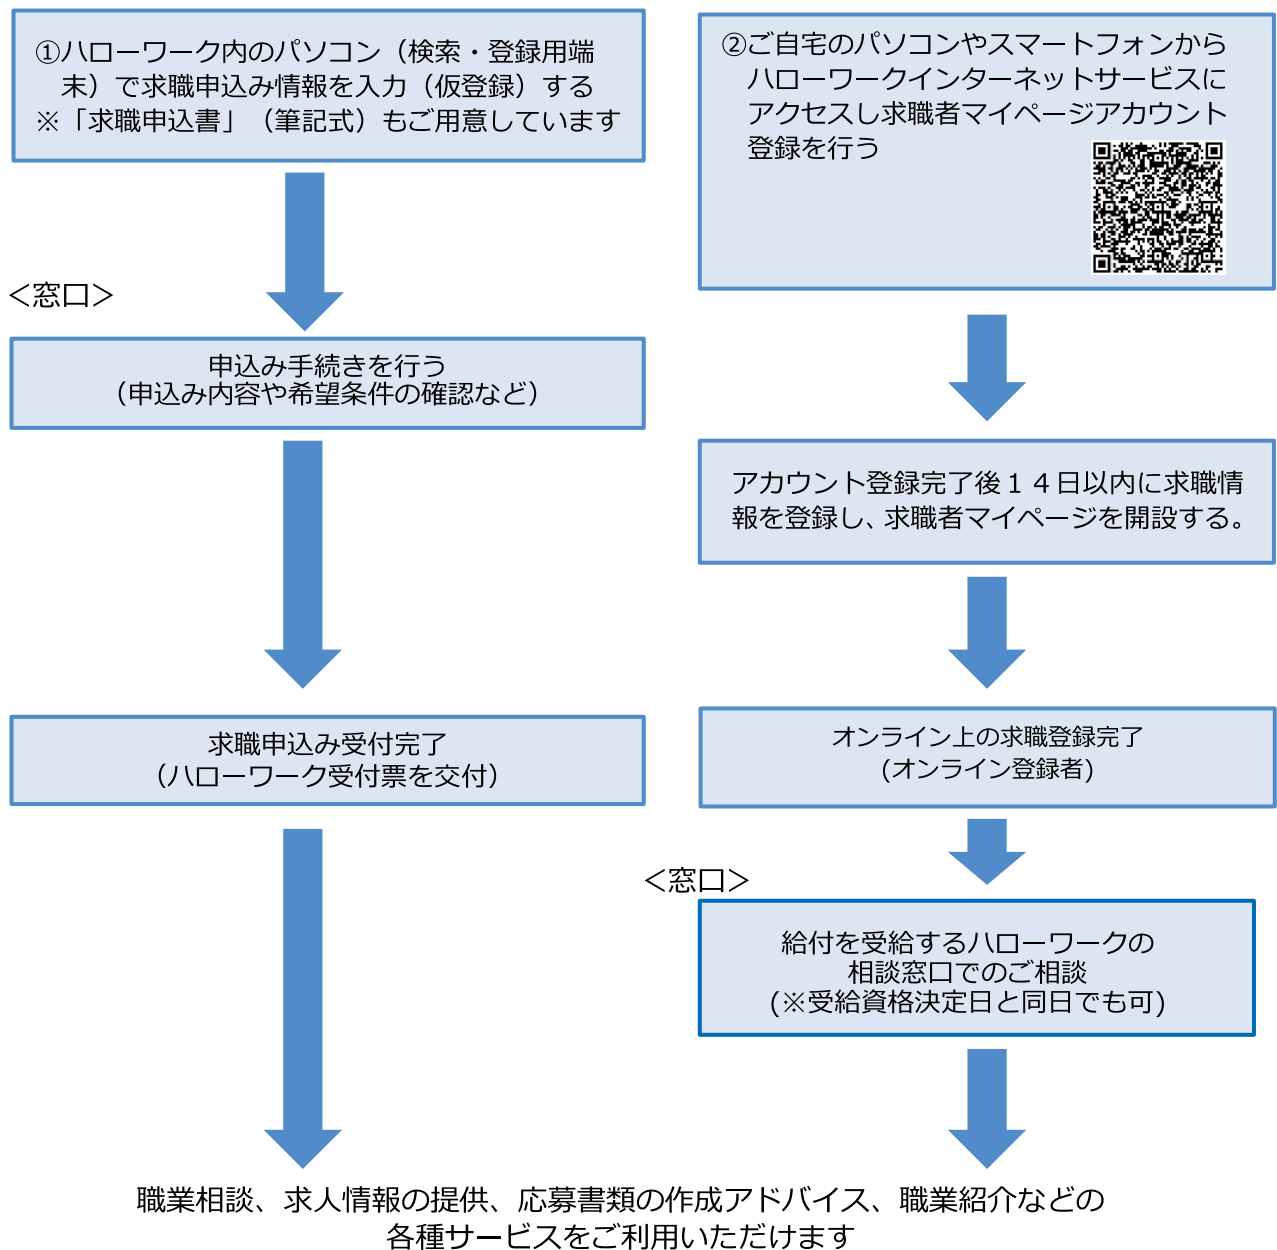 ①ハローワーク内のパソコン（検索・登録用端
末）で求職申込み情報を入力（仮登録）する
※「求職申込書」（筆記式）もご用意しています
＜窓口＞
申込み手続きを行う
（申込み内容や希望条件の確認など）
求職申込み受付完了
（ハローワーク受付票を交付）
②ご自宅のパソコンやスマートフォンから
ハローワークインターネットサービスに
アクセスし求職者マイページアカウント
登録を行う
アカウント登録完了後１４日以内に求職情
報を登録し、求職者マイページを開設する。
オンライン上の求職登録完了
(オンライン登録者)
＜窓口＞
給付を受給するハローワークの
相談窓口でのご相談
(※受給資格決定日と同日でも可)
職業相談、求人情報の提供、応募書類の作成アドバイス、職業紹介などの
各種サービスをご利用いただけます